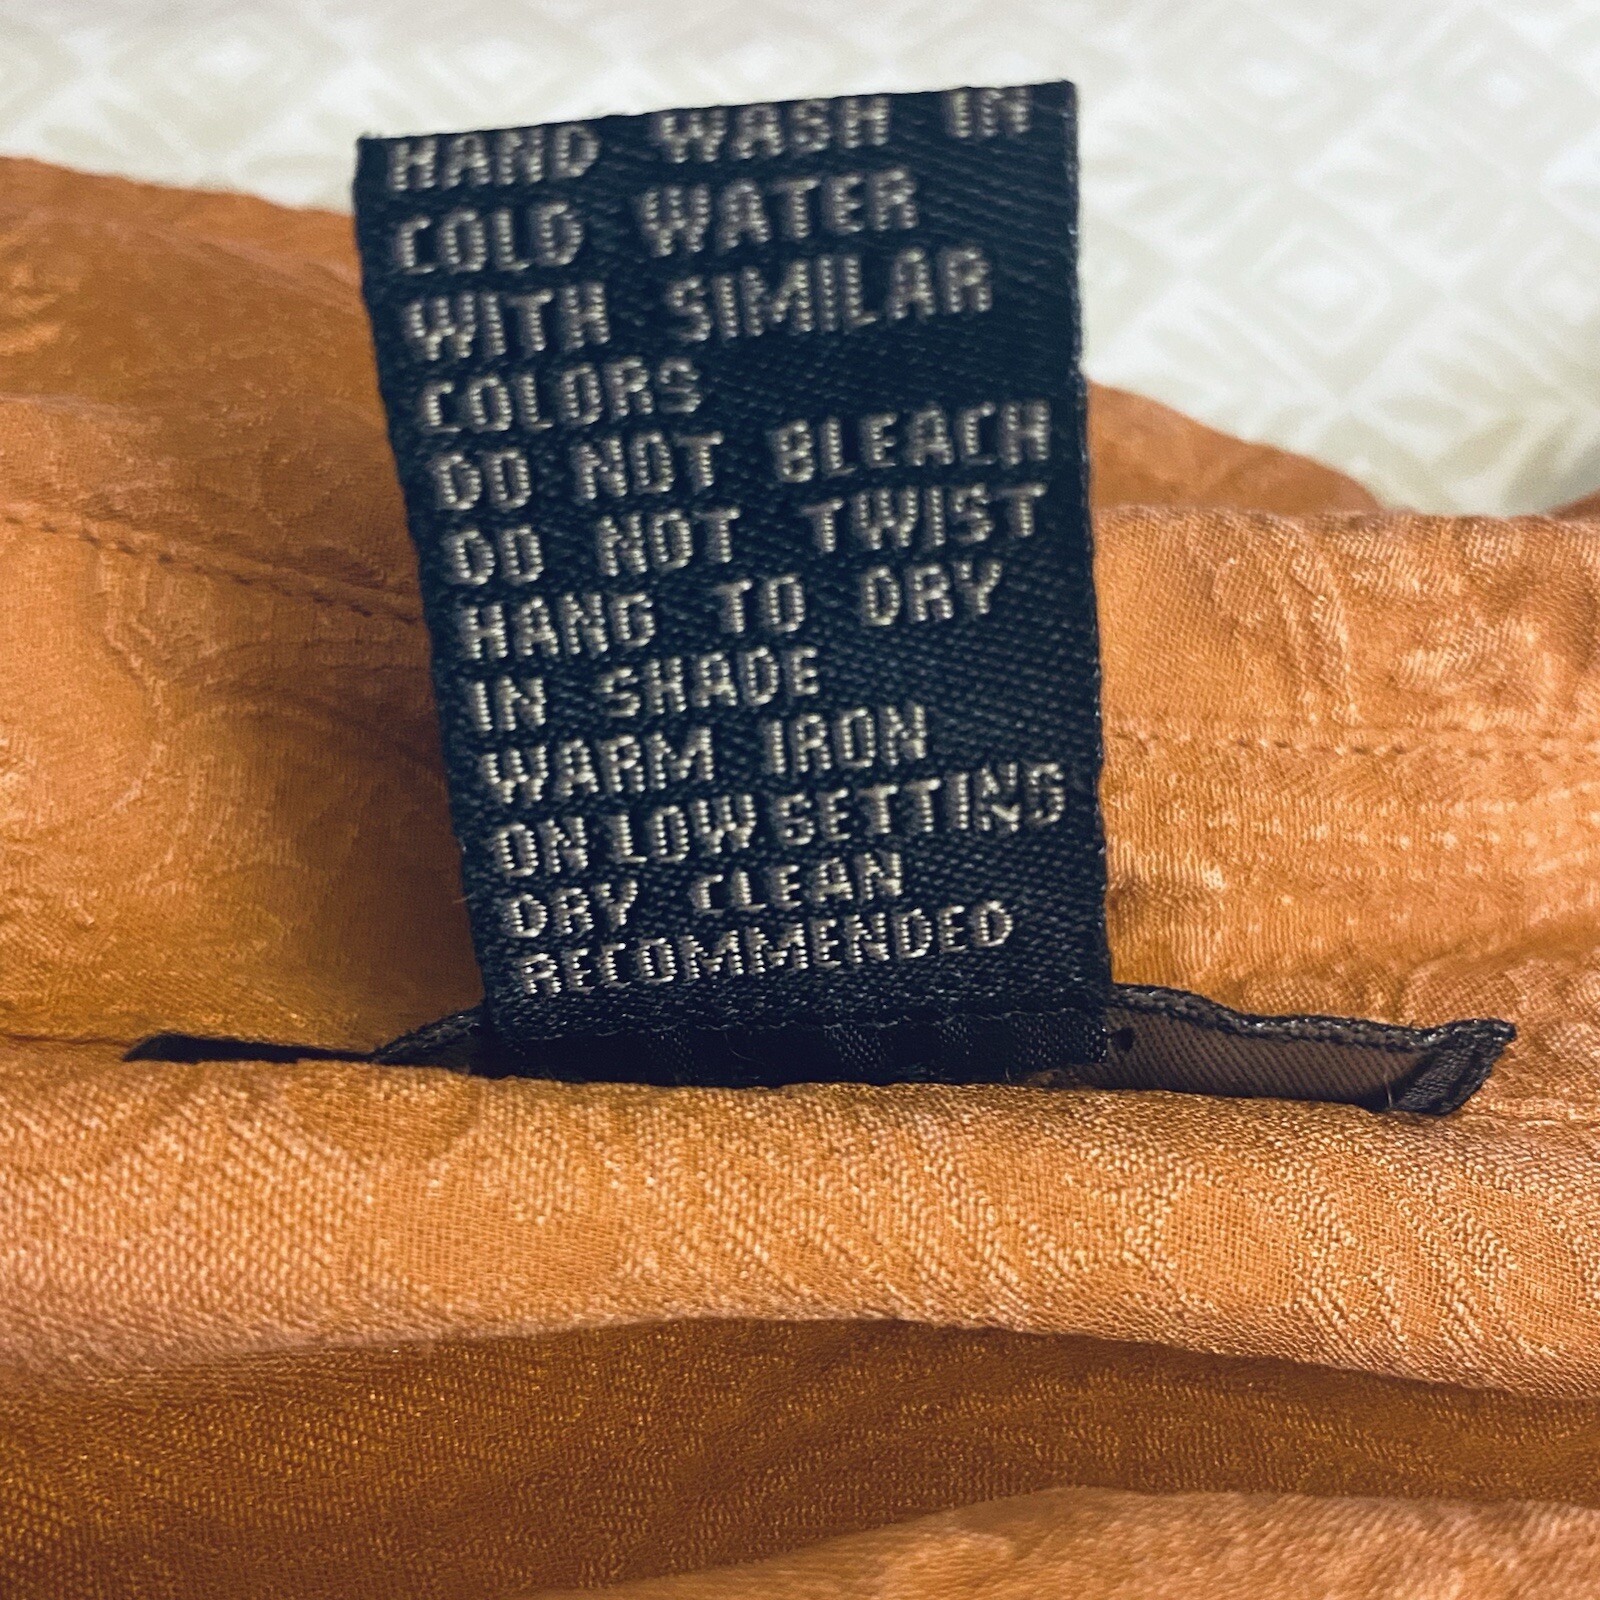 HAND WASH IN
COLD WATER
WITH SIMILAR
COLORS
DO NOT BLEACH
DO NOT TWIST
HANG TO DRY
IN SHADE
WARM IRON
ON LOW SETTING
DRY CLEAN
RECOMMENDED